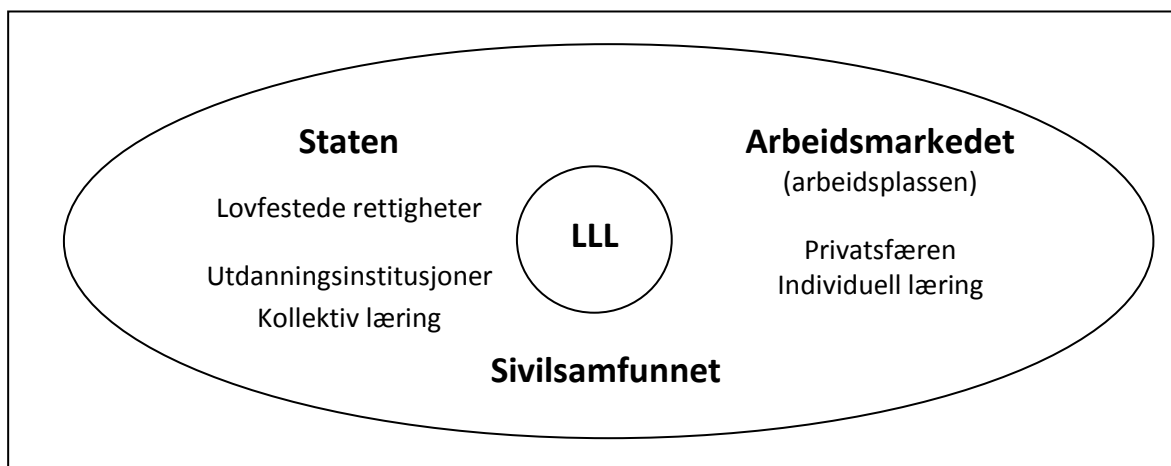 Staten
Lovfestede rettigheter
Utdanningsinstitusjoner
Kollektiv læring
LLL
Arbeidsmarkedet
(arbeidsplassen)
Privatsfæren
Individuell læring
Sivilsamfunnet